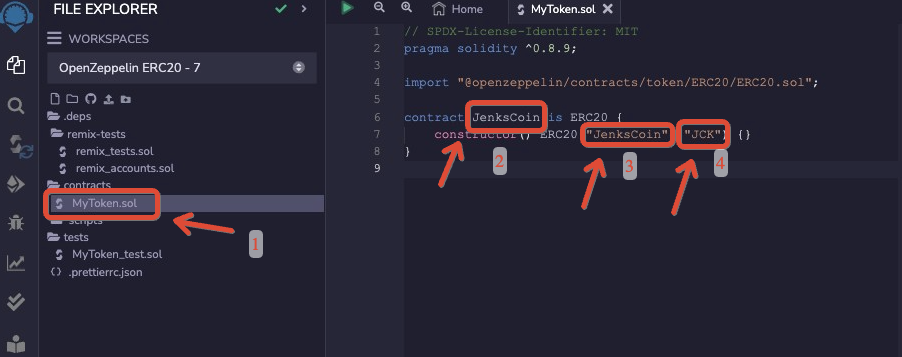 FILE EXPLORER
WORKSPACES
OpenZeppelin ERC20 - 7
.deps
remix-tests
remix_tests.sol
remix_accounts.sol
contracts
MyToken.sol
scripts
tests
MyToken_test.sol
.prettierrc.json
1
Home
MyToken.sol
1 // SPDX-License-Identifier: MIT
2 pragma solidity ^0.8.9;
3
4 import "@openzeppelin/contracts/token/ERC20/ERC20.sol";
5
6 contract JenksCoin is ERC20 {
7 constructor() ERC20 "JenksCoin" "JCK") {}
8 }
9
2
3
4